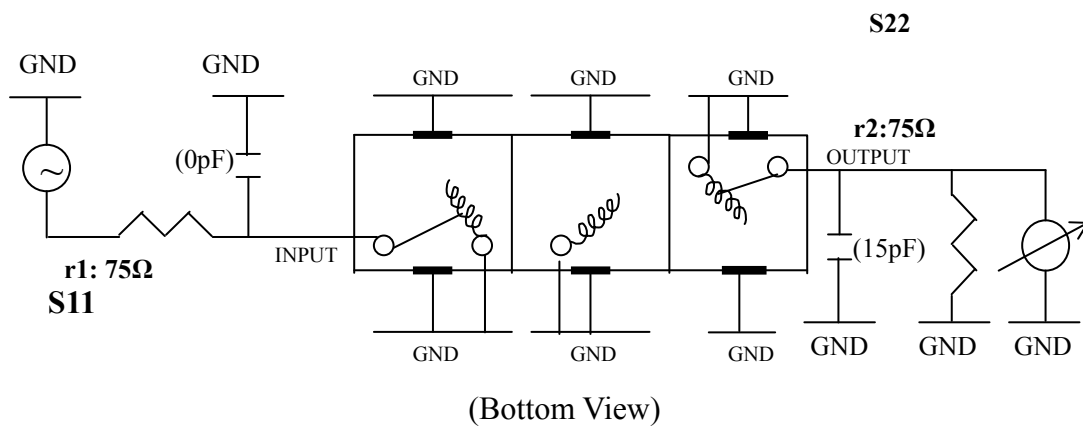 S22
GND
GND
GND
GND
GND
r2:75Ω
OUTPUT
(0pF)
INPUT
(15pF)
r1: 75Ω
S11
GND
GND
GND
GND
GND
GND
(Bottom View)